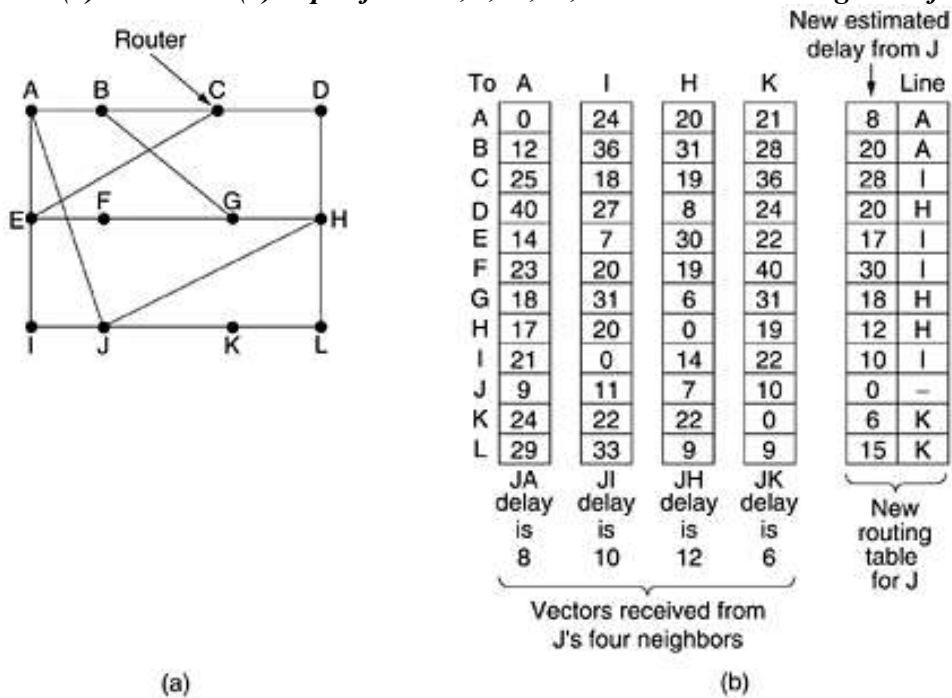 Router
A B C D
E F G H
I J K L
(a)
New estimated
delay from J
To A I H K Line
A 0 24 20 21 8 A
B 12 36 31 28 20 A
C 25 18 19 36 28 I
D 40 27 8 24 20 H
E 14 7 30 22 17 I
F 23 20 19 40 30 I
G 18 31 6 31 18 H
H 17 20 0 19 12 H
I 21 0 14 22 10 I
J 9 11 7 10 0 –
K 24 22 22 0 6 K
L 29 33 9 9 15 K
JA JI JH JK
delay delay delay delay
is is is is
8 10 12 6
New
routing
table
for J
Vectors received from
J's four neighbors
(b)